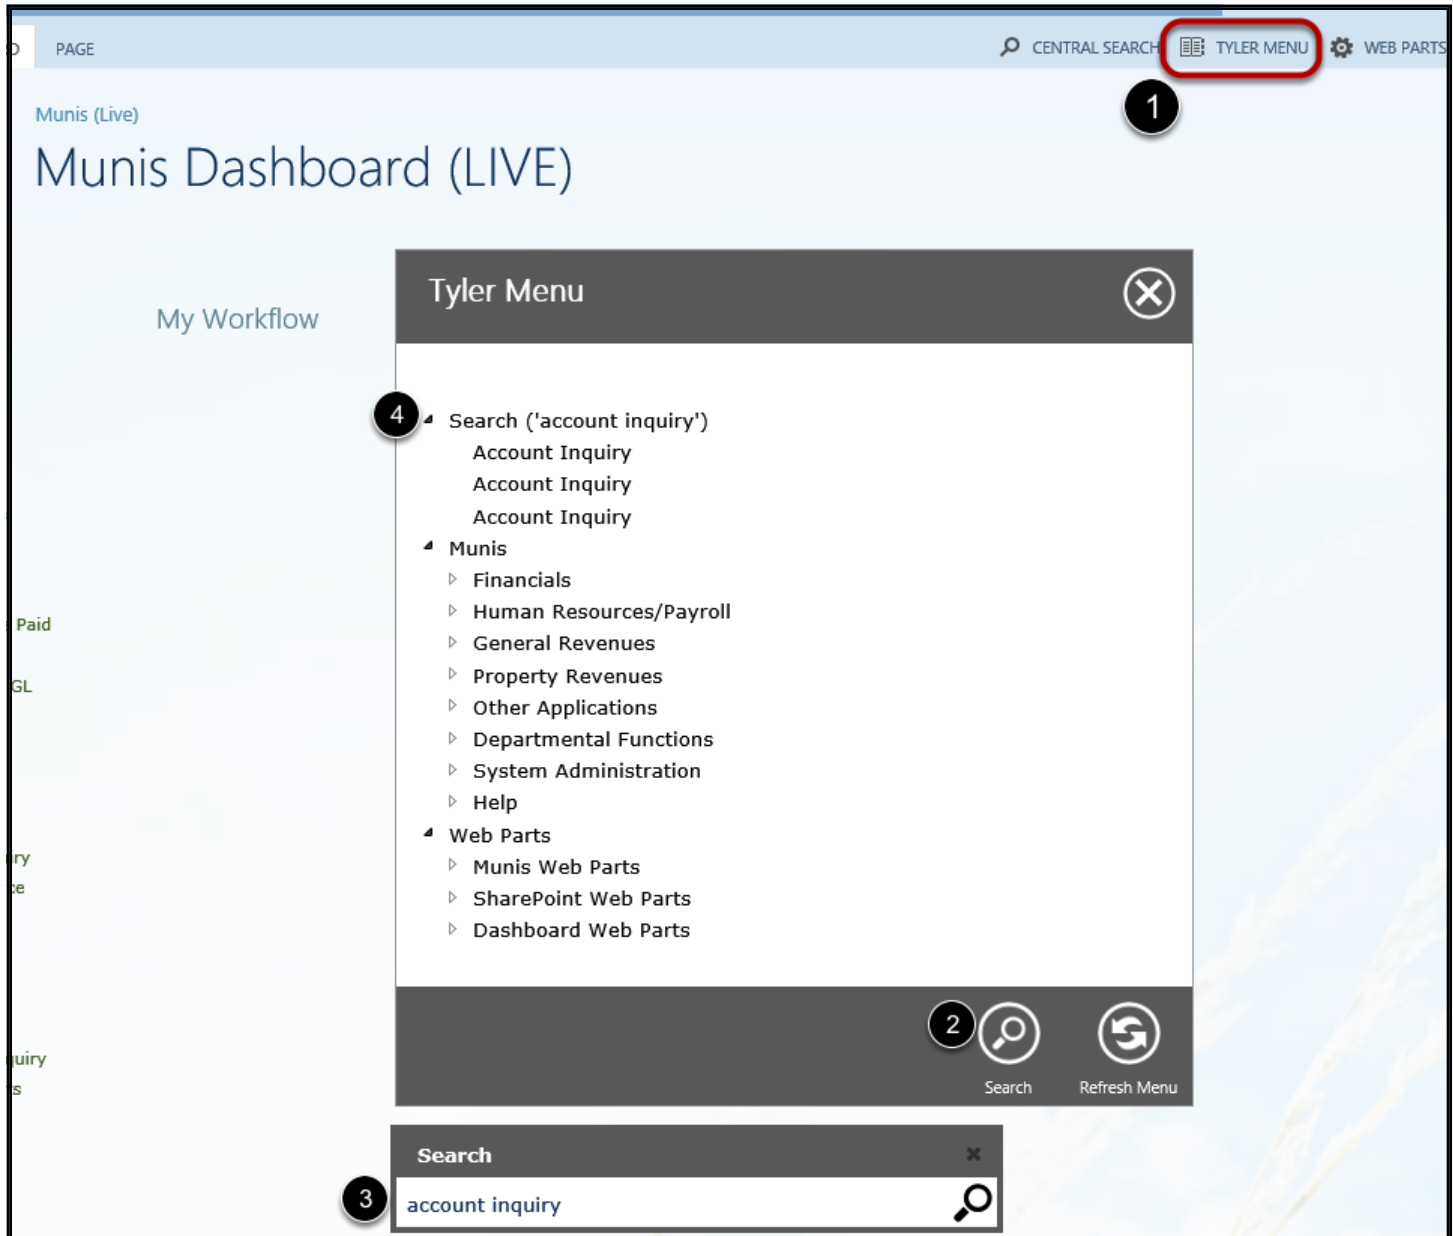 PAGE
CENTRAL SEARCH
TYLER MENU
WEB PARTS
1
Munis (Live)
Munis Dashboard (LIVE)
My Workflow
Tyler Menu
4
Search ('account inquiry')
Account Inquiry
Account Inquiry
Account Inquiry
Munis
Financials
Human Resources/Payroll
General Revenues
Property Revenues
Other Applications
Departmental Functions
System Administration
Help
Web Parts
Munis Web Parts
SharePoint Web Parts
Dashboard Web Parts
Paid
GL
2
Search
Refresh Menu
Search
3
account inquiry